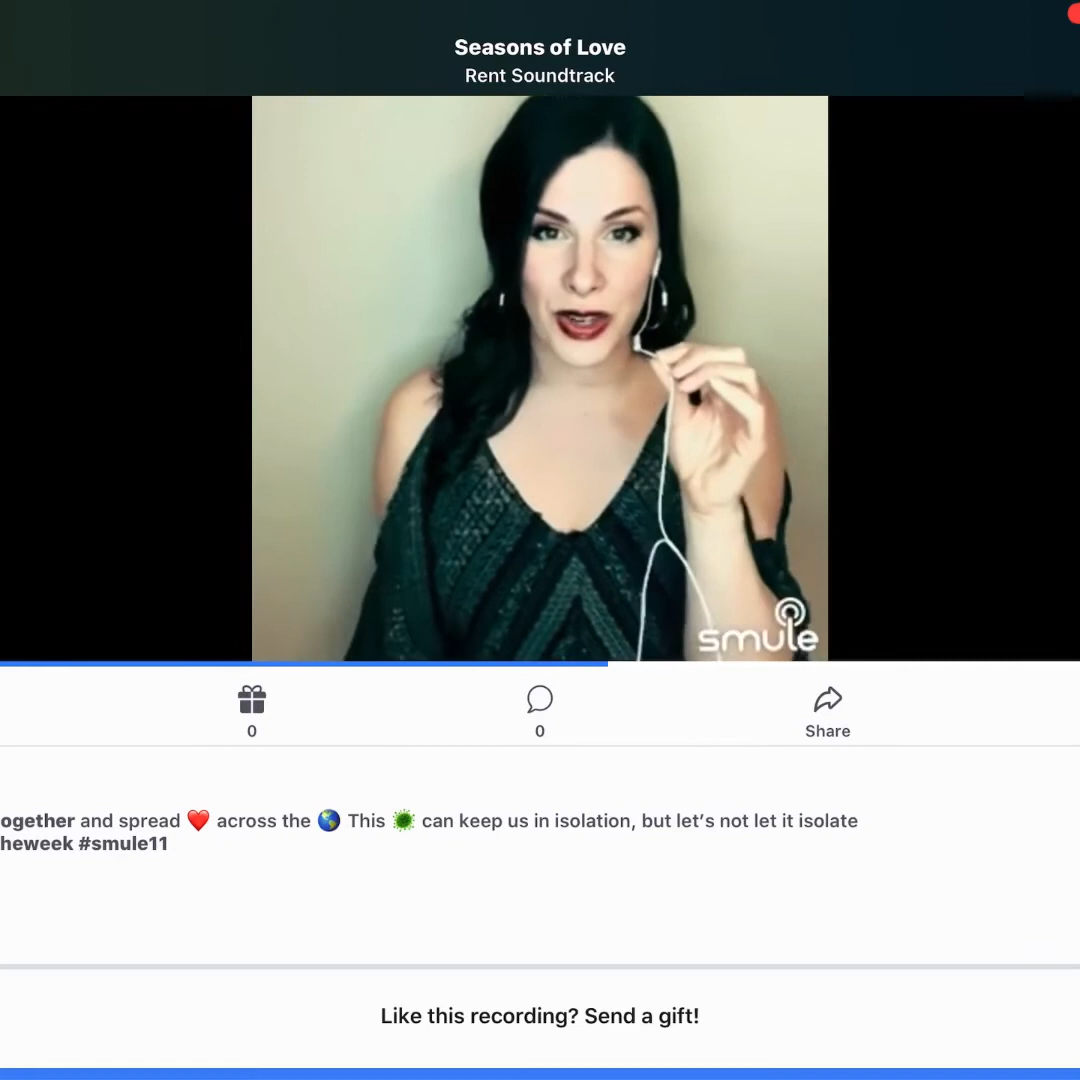 Seasons of Love
Rent Soundtrack
smule
0
0
Share
ogether and spread ❤️ across the 🌎 This 🦠 can keep us in isolation, but let’s not let it isolate
heweek #smule11
Like this recording? Send a gift!